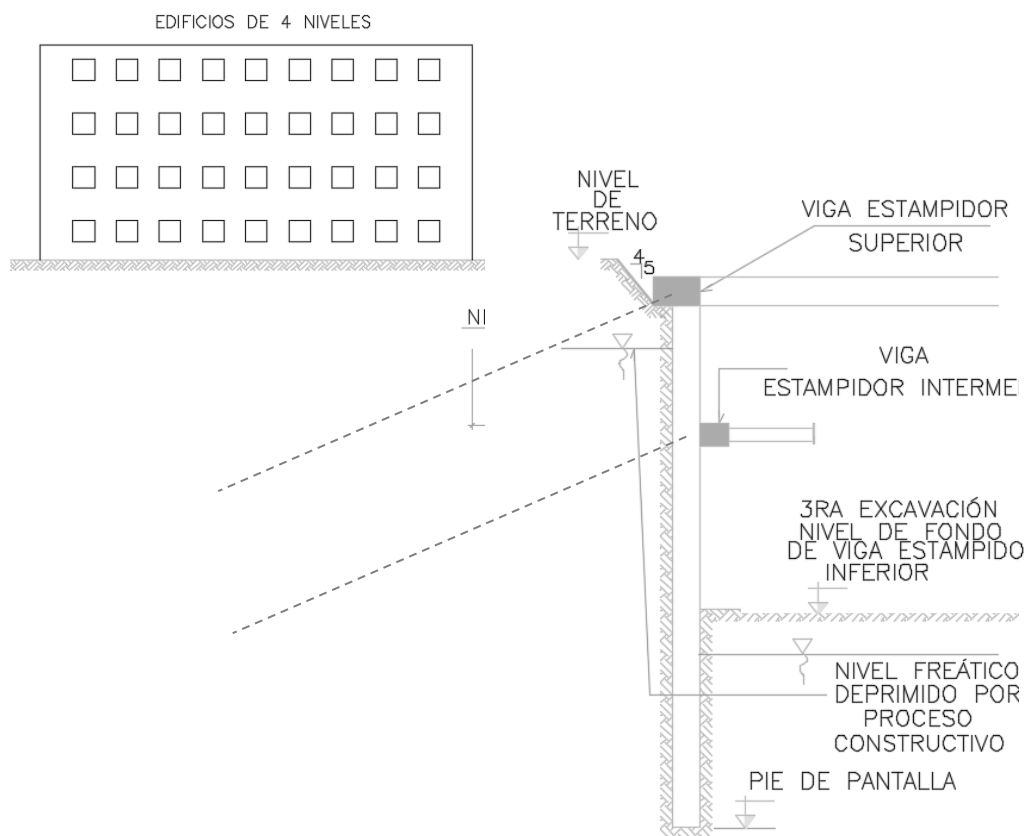 EDIFICIOS DE 4 NIVELES
NIVEL
DE
TERRENO
4
5
VIGA ESTAMPIDOR
SUPERIOR
NI
VIGA
ESTAMPIDOR INTERME
3RA EXCAVACIÓN
NIVEL DE FONDO
DE VIGA ESTAMPIDO
INFERIOR
NIVEL FREÁTICO
DEPRIMIDO POR
PROCESO
CONSTRUCTIVO
PIE DE PANTALLA